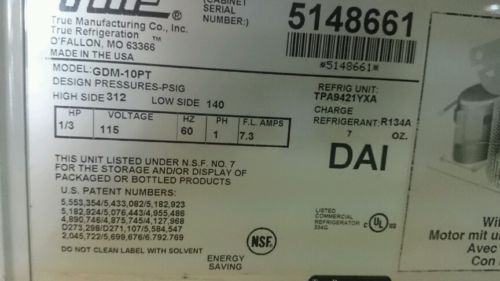 True ®
(CABINET
SERIAL
NUMBER:)
5148661
*5148661*
True Manufacturing Co., Inc.
True Refrigeration ™
O'FALLON, MO 63366
MADE IN THE USA
MODEL: GDM-10PT
DESIGN PRESSURES-PSIG
HIGH SIDE 312 LOW SIDE 140
REFRIG UNIT:
TPA9421YXA
CHARGE
REFRIGERANT: R134A
7 OZ.
HP VOLTAGE HZ PH F.L. AMPS
1/3 115 60 1 7.3
DAI
THIS UNIT LISTED UNDER N.S.F. NO. 7
FOR THE STORAGE AND/OR DISPLAY OF
PACKAGED OR BOTTLED PRODUCTS
U.S. PATENT NUMBERS:
5,553,354/5,433,082/5,182,923
5,182,924/5,076,443/4,955,486
4,890,746/4,875,745/4,127,968
D273,298/D271,107/5,584,547
2,045,722/5,699,676/6,792,769
DO NOT CLEAN LABEL WITH SOLVENT
ENERGY
SAVING
NSF ®
LISTED
COMMERCIAL
REFRIGERATOR
394G
C UL US
Wi
Motor mit u
Avec
Con